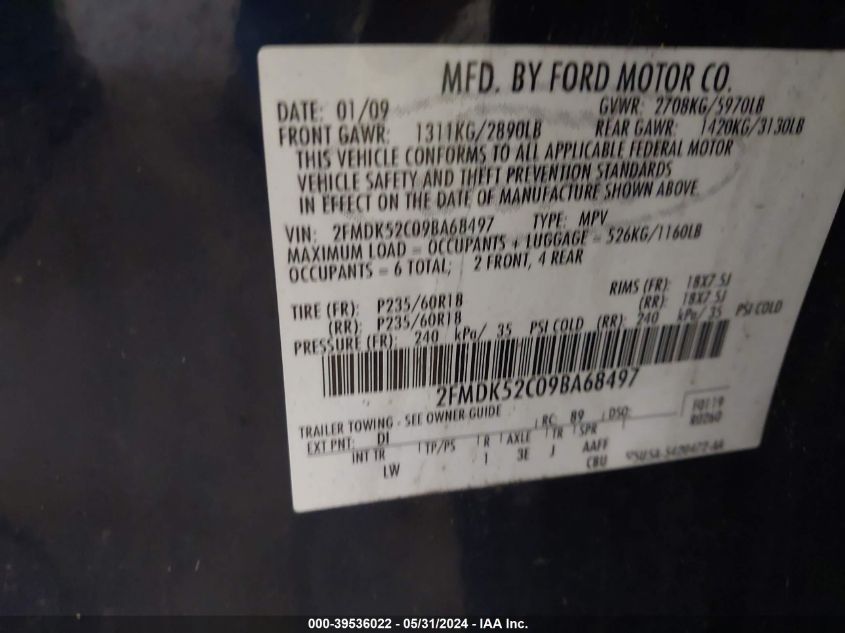 MFD. BY FORD MOTOR CO.
DATE: 01/09 GVWR: 2708KG/5970LB
FRONT GAWR: 1311KG/2890LB REAR GAWR: 1420KG/3130LB
THIS VEHICLE CONFORMS TO ALL APPLICABLE FEDERAL MOTOR
VEHICLE SAFETY AND THEFT PREVENTION STANDARDS
IN EFFECT ON THE DATE OF MANUFACTURE SHOWN ABOVE
VIN: 2FMDK52C09BA68497 TYPE: MPV
MAXIMUM LOAD = OCCUPANTS + LUGGAGE = 526KG/1160LB
OCCUPANTS = 6 TOTAL; 2 FRONT, 4 REAR
TIRE (FR): P235/60R18 RIMS (FR): 18X7.5J
(RR): P235/60R18 (RR): 18X7.5J
PRESSURE (FR): 240 kPa/ 35 PSI COLD (RR): 240 kPa/ 35 PSI COLD
2FMDK52C09BA68497
TRAILER TOWING - SEE OWNER GUIDE RC: 89 DSO: F0119
EXT PNT: DI R0260
INT TR TP/PS R AXLE TR SPR
LW I 3E J AAFF
CBU
000-39536022 - 05/31/2024 - IAA Inc.